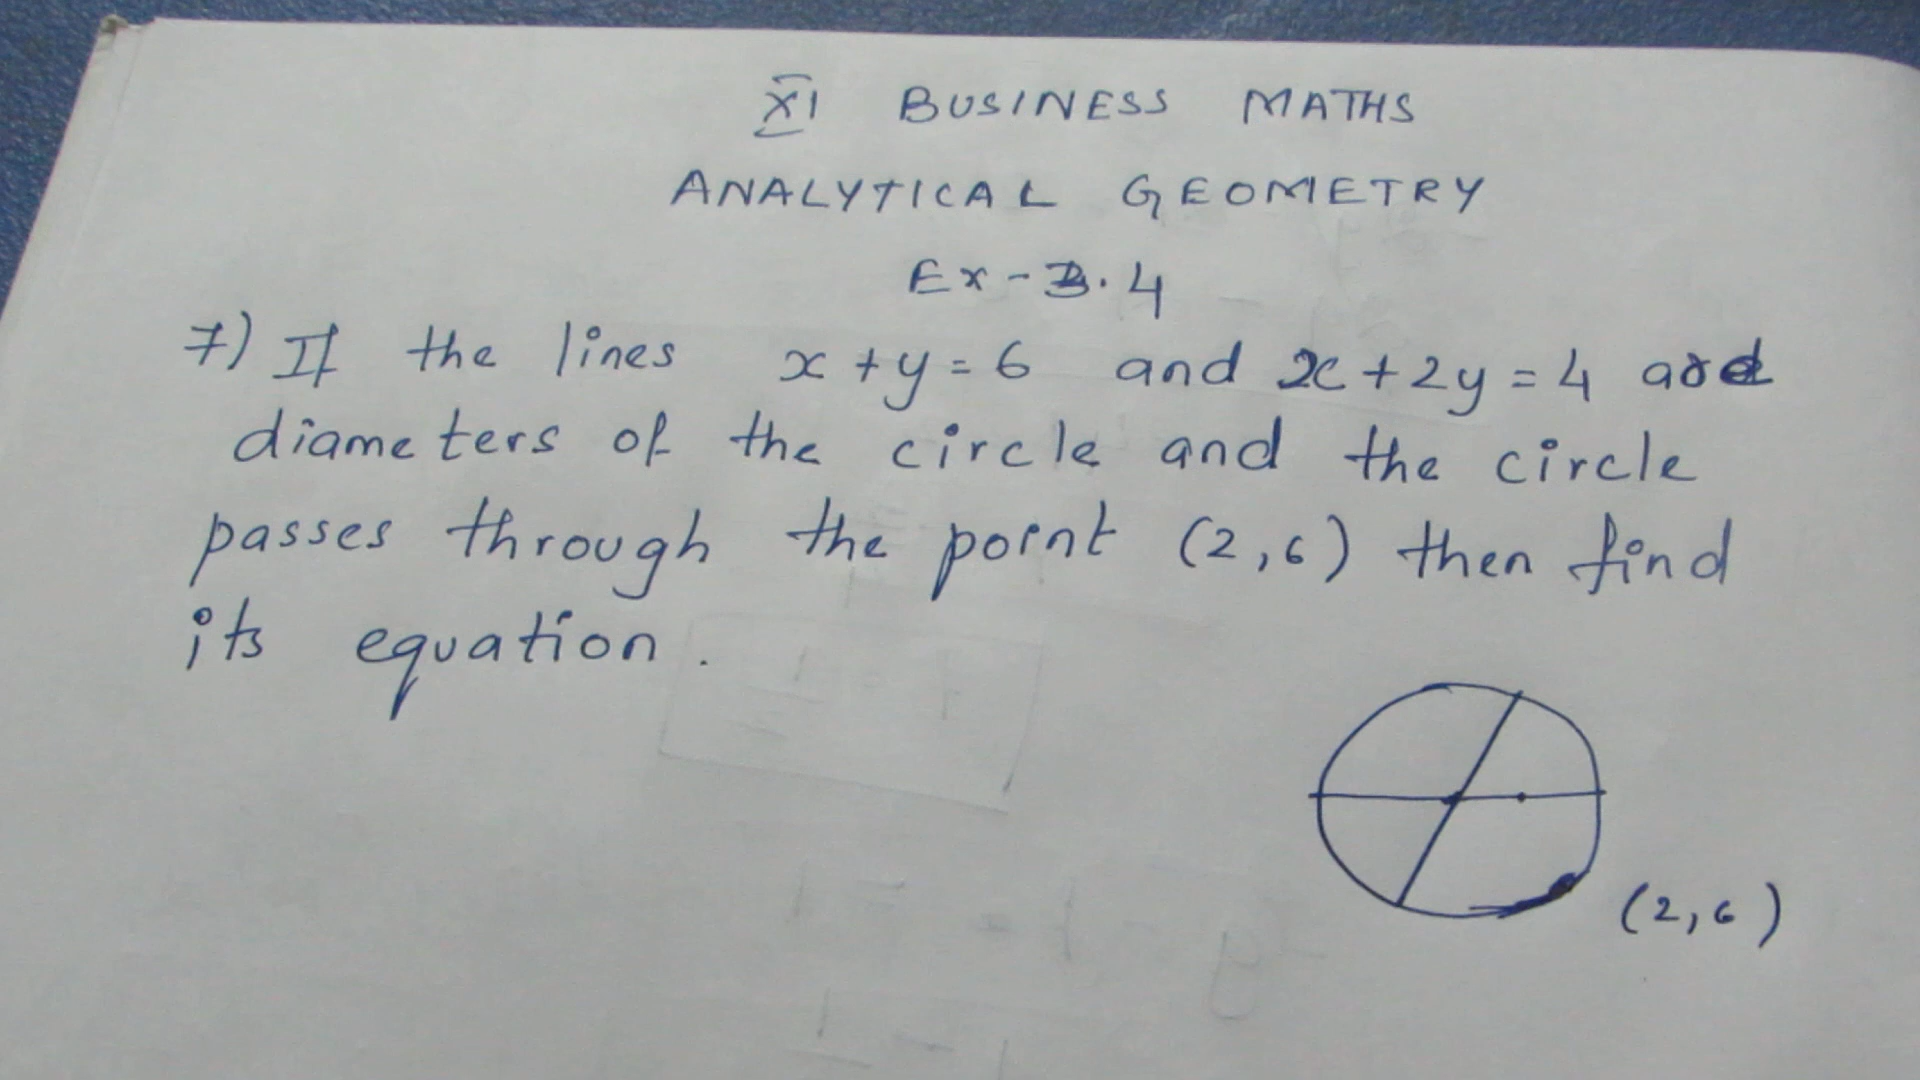 XI BUSINESS MATHS
ANALYTICAL GEOMETRY
Ex-3.4
7) If the lines x+y=6 and x+2y=4 are
diameters of the circle and the circle
passes through the point (2,6) then find
its equation.
(2,6)